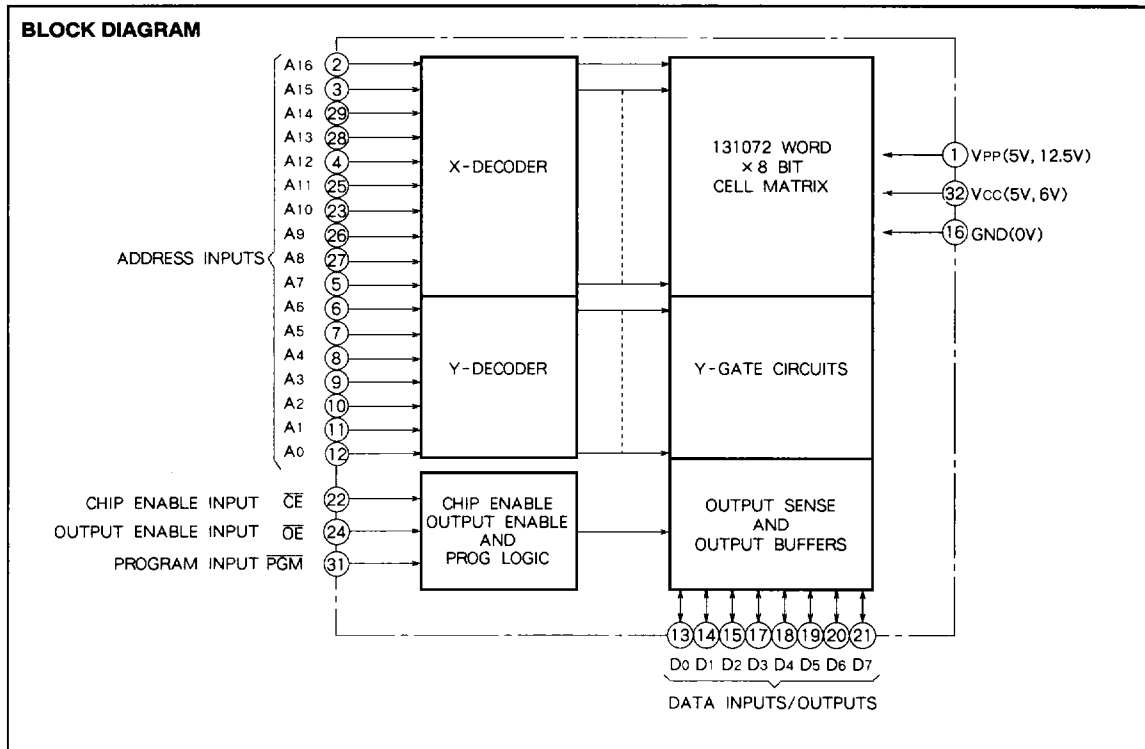 BLOCK DIAGRAM
A16 2
A15 3
A14 29
A13 28
A12 4
A11 25
A10 23
A9 26
A8 27
A7 5
A6 6
A5 7
A4 8
A3 9
A2 10
A1 11
A0 12
ADDRESS INPUTS
CHIP ENABLE INPUT C̅E̅ 22
OUTPUT ENABLE INPUT O̅E̅ 24
PROGRAM INPUT P̅G̅M̅ 31
X-DECODER
Y-DECODER
CHIP ENABLE
OUTPUT ENABLE
AND
PROG LOGIC
131072 WORD
× 8 BIT
CELL MATRIX
Y-GATE CIRCUITS
OUTPUT SENSE
AND
OUTPUT BUFFERS
1 VPP(5V, 12.5V)
32 VCC(5V, 6V)
16 GND(0V)
13 14 15 17 18 19 20 21
D0 D1 D2 D3 D4 D5 D6 D7
DATA INPUTS/OUTPUTS